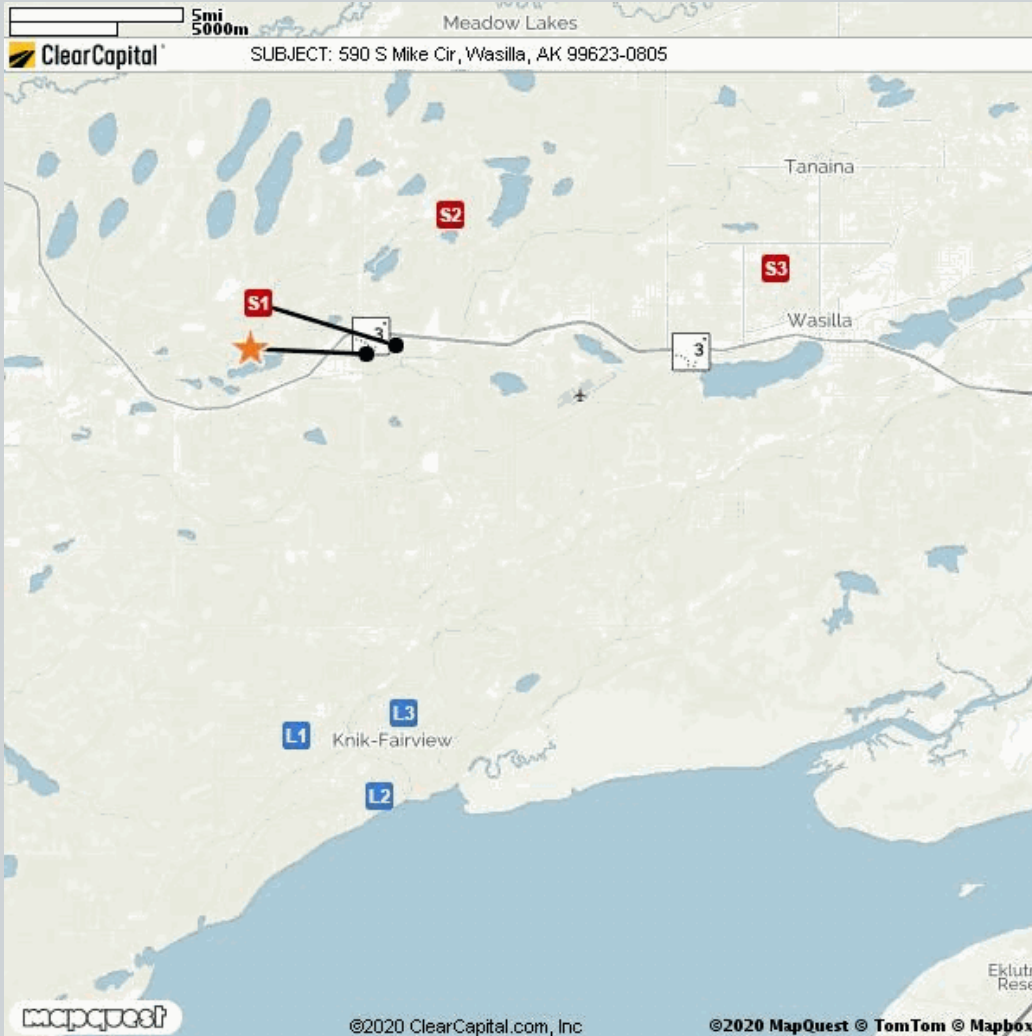 5mi
5000m
Meadow Lakes
ClearCapital
SUBJECT: 590 S Mike Cir, Wasilla, AK 99623-0805
Tanaina
S2
S3
S1
Wasilla
3
3
L3
L1
Knik-Fairview
L2
Eklutn
Rese
mapquest
©2020 ClearCapital.com, Inc
©2020 MapQuest © TomTom © Mapbox